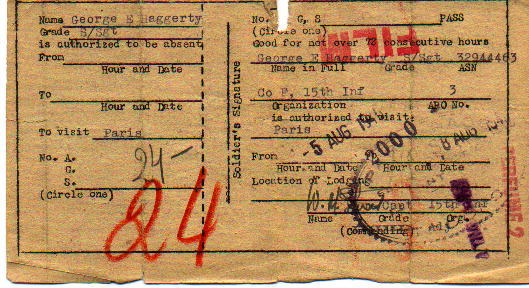 Name George E Haggerty
Grade S/Sgt
is authorized to be absent
From
Hour and Date
To
Hour and Date
To visit Paris
No. A. 24-
C.
S.
(Circle one)
24
Soldier's Signature
No. G, S PASS
(Circle one)
Good for not over 72 consecutive hours
George E Haggerty S/Sgt 32944463
Name in Full Grade ASN
Co F, 15th Inf 3
Organization APO No.
is authorized to visit:
Paris
5 AUG 194
8 AUG 194
2000
From
Hour and Date Hour and Date
Location of Lodging
Capt 15th Inf
Name Grade Org.
(Commanding)